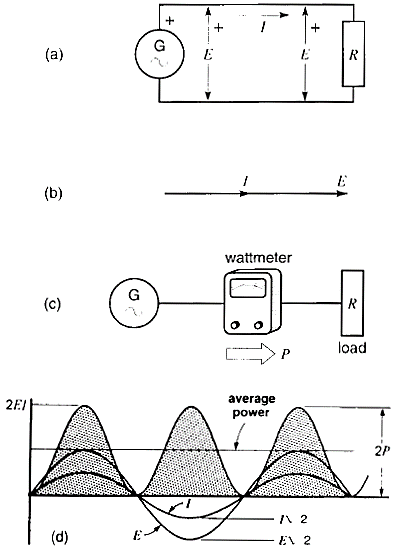 (a)
G
+
+
E
I
+
E
R
(b)
I
E
(c)
wattmeter
G
R
P
load
average
power
2EI
2P
I
E
I\ 2
E\ 2
(d)